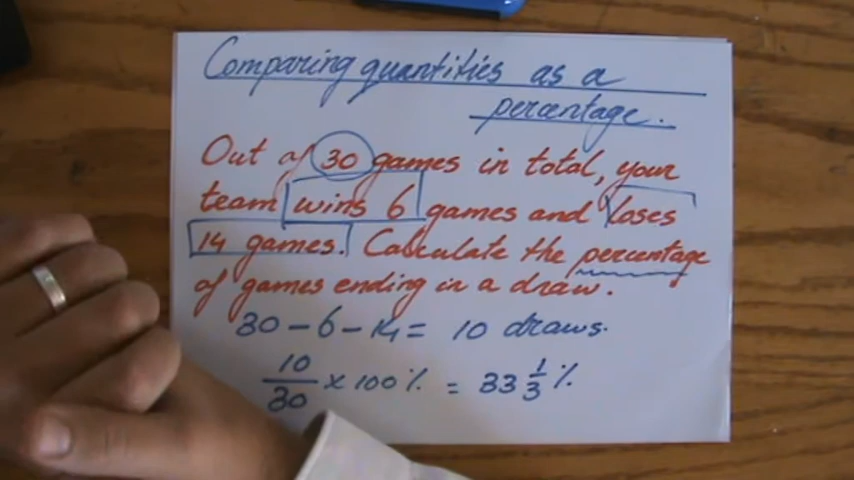 Comparing quantities as a
percentage.
Out of 30 games in total, your
team wins 6 games and loses
14 games. Calculate the percentage
of games ending in a draw.
30 - 6 - 14 = 10 draws.
10/30 x 100% = 33 1/3 %